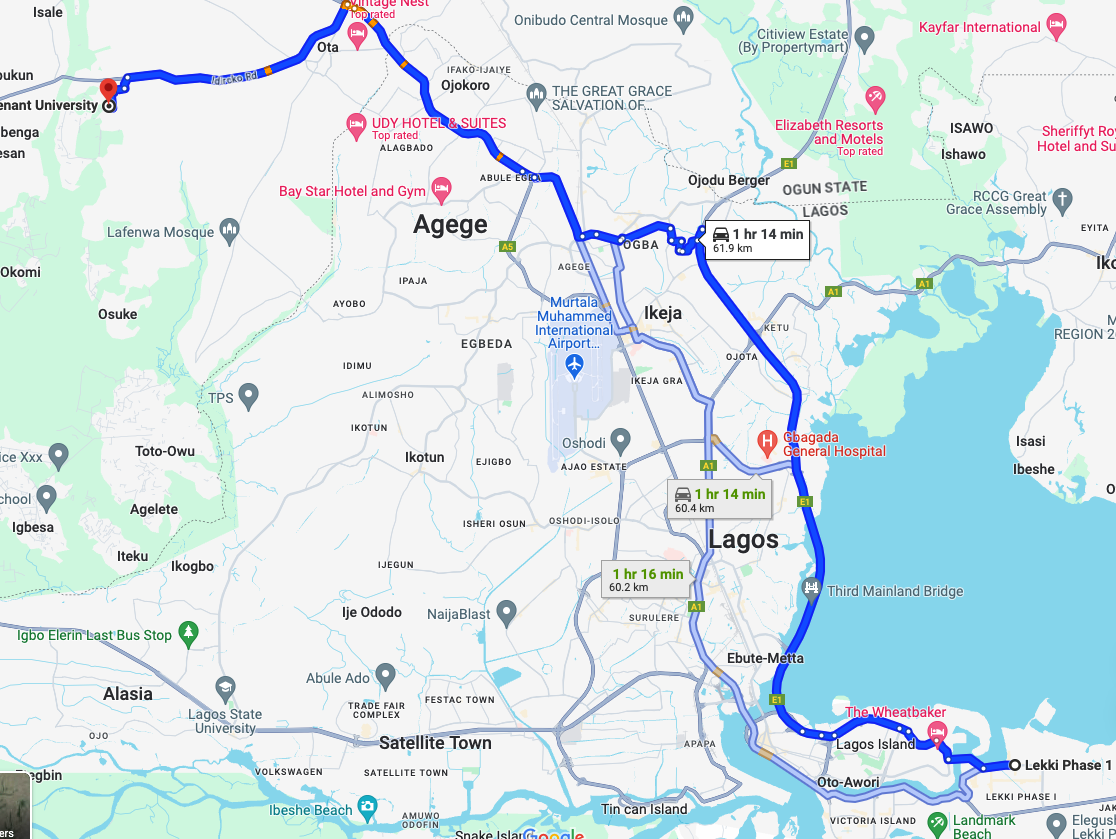 Isale
Vintage Nest
Top rated
Onibudo Central Mosque
Kayfar International
Citiview Estate
(By Propertymart)
Ota
IFAKO-IJAIYE
Ojokoro
Idiroko Rd
THE GREAT GRACE
SALVATION OF...
enant University
UDY HOTEL & SUITES
Top rated
ALAGBADO
Elizabeth Resorts
and Motels
Top rated
ISAWO
Ishawo
Sheriffyt Ro
Hotel and Su
benga
esan
E1
ABULE EGBA
Ojodu Berger
OGUN STATE
LAGOS
Bay Star Hotel and Gym
RCCG Great
Grace Assembly
EYITA
Agege
Lafenwa Mosque
1 hr 14 min
61.9 km
A5
OGBA
AGEGE
Okomi
IPAJA
A1
A1
Iko
AYOBO
Osuke
Murtala
Muhammed
International
Airport...
Ikeja
KETU
REGION 2
EGBEDA
OJOTA
IDIMU
IKEJA GRA
TPS
ALIMOSHO
IKOTUN
Oshodi
Gbagada
General Hospital
Isasi
Toto-Owu
ice Xxx
Ikotun
EJIGBO
AJAO ESTATE
A1
Ibeshe
chool
1 hr 14 min
60.4 km
E1
Agelete
Igbesa
ISHERI OSUN
OSHODI-ISOLO
Lagos
Iteku
Ikogbo
IJEGUN
1 hr 16 min
60.2 km
Third Mainland Bridge
A1
Ije Ododo
NaijaBlast
SURULERE
Igbo Elerin Last Bus Stop
Ebute-Metta
Abule Ado
Alasia
FESTAC TOWN
E1
TRADE FAIR
COMPLEX
Lagos State
University
The Wheatbaker
OJO
Satellite Town
APAPA
Lagos Island
Lekki Phase 1
VOLKSWAGEN
SATELLITE TOWN
Oto-Awori
LEKKI PHASE I
Ibeshe Beach
AMUWO
ODOFIN
Tin can Island
VICTORIA ISLAND
Landmark
Beach
Elegus
Lekki
Snake Islan
Google
ers